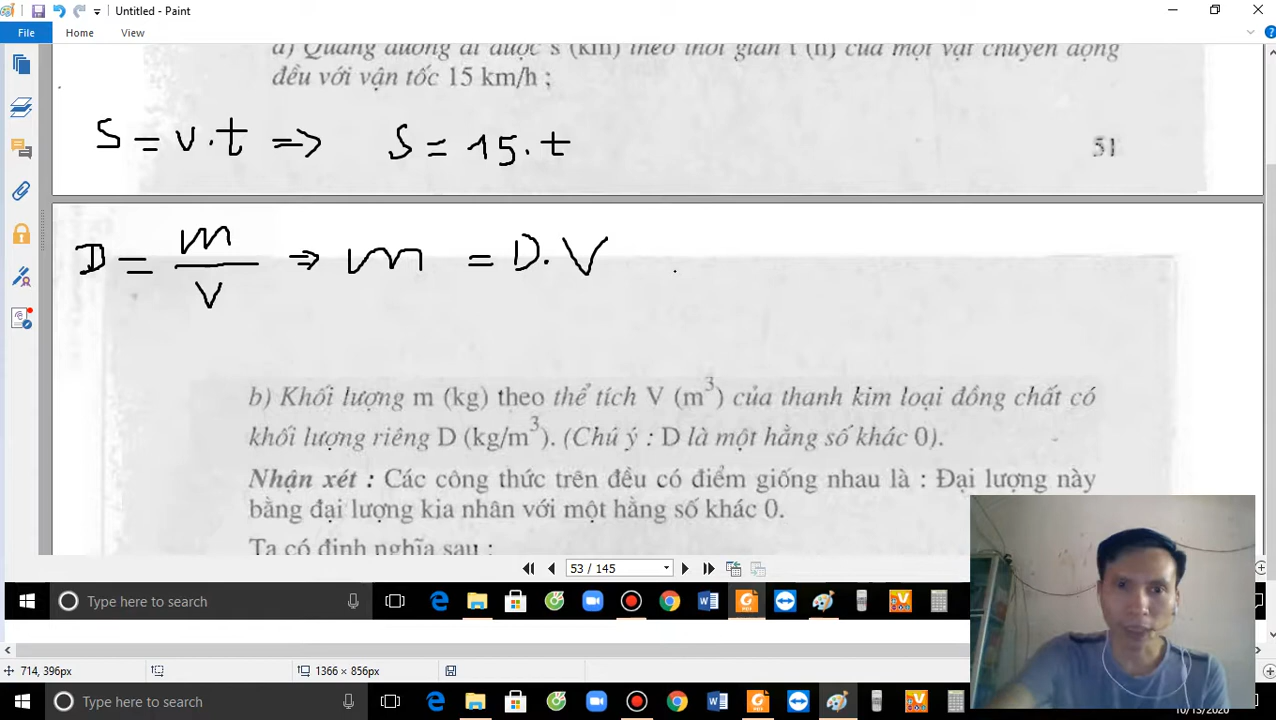 Untitled - Paint
File
Home
View
a) Quãng đường đi được s (km) theo thời gian t (h) của một vật chuyển động
đều với vận tốc 15 km/h ;
S = v.t => S = 15.t
51
D = m/V => m = D.V
b) Khối lượng m (kg) theo thể tích V (m³) của thanh kim loại đồng chất có
khối lượng riêng D (kg/m³). (Chú ý : D là một hằng số khác 0).
Nhận xét : Các công thức trên đều có điểm giống nhau là : Đại lượng này
bằng đại lượng kia nhân với một hằng số khác 0.
Ta có định nghĩa sau :
53 / 145
Type here to search
714, 396px
1366 × 856px
Type here to search
10/13/2020